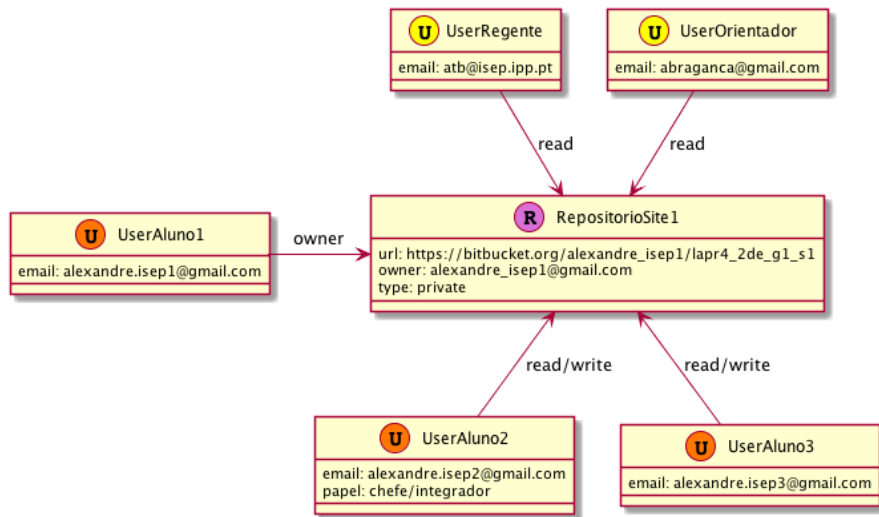 U UserRegente
email: atb@isep.ipp.pt
U UserOrientador
email: abraganca@gmail.com
read
read
R RepositorioSite1
url: https://bitbucket.org/alexandre_isep1/lapr4_2de_g1_s1
owner: alexandre_isep1@gmail.com
type: private
U UserAluno1
email: alexandre.isep1@gmail.com
owner
read/write
read/write
U UserAluno2
email: alexandre.isep2@gmail.com
papel: chefe/integrador
U UserAluno3
email: alexandre.isep3@gmail.com